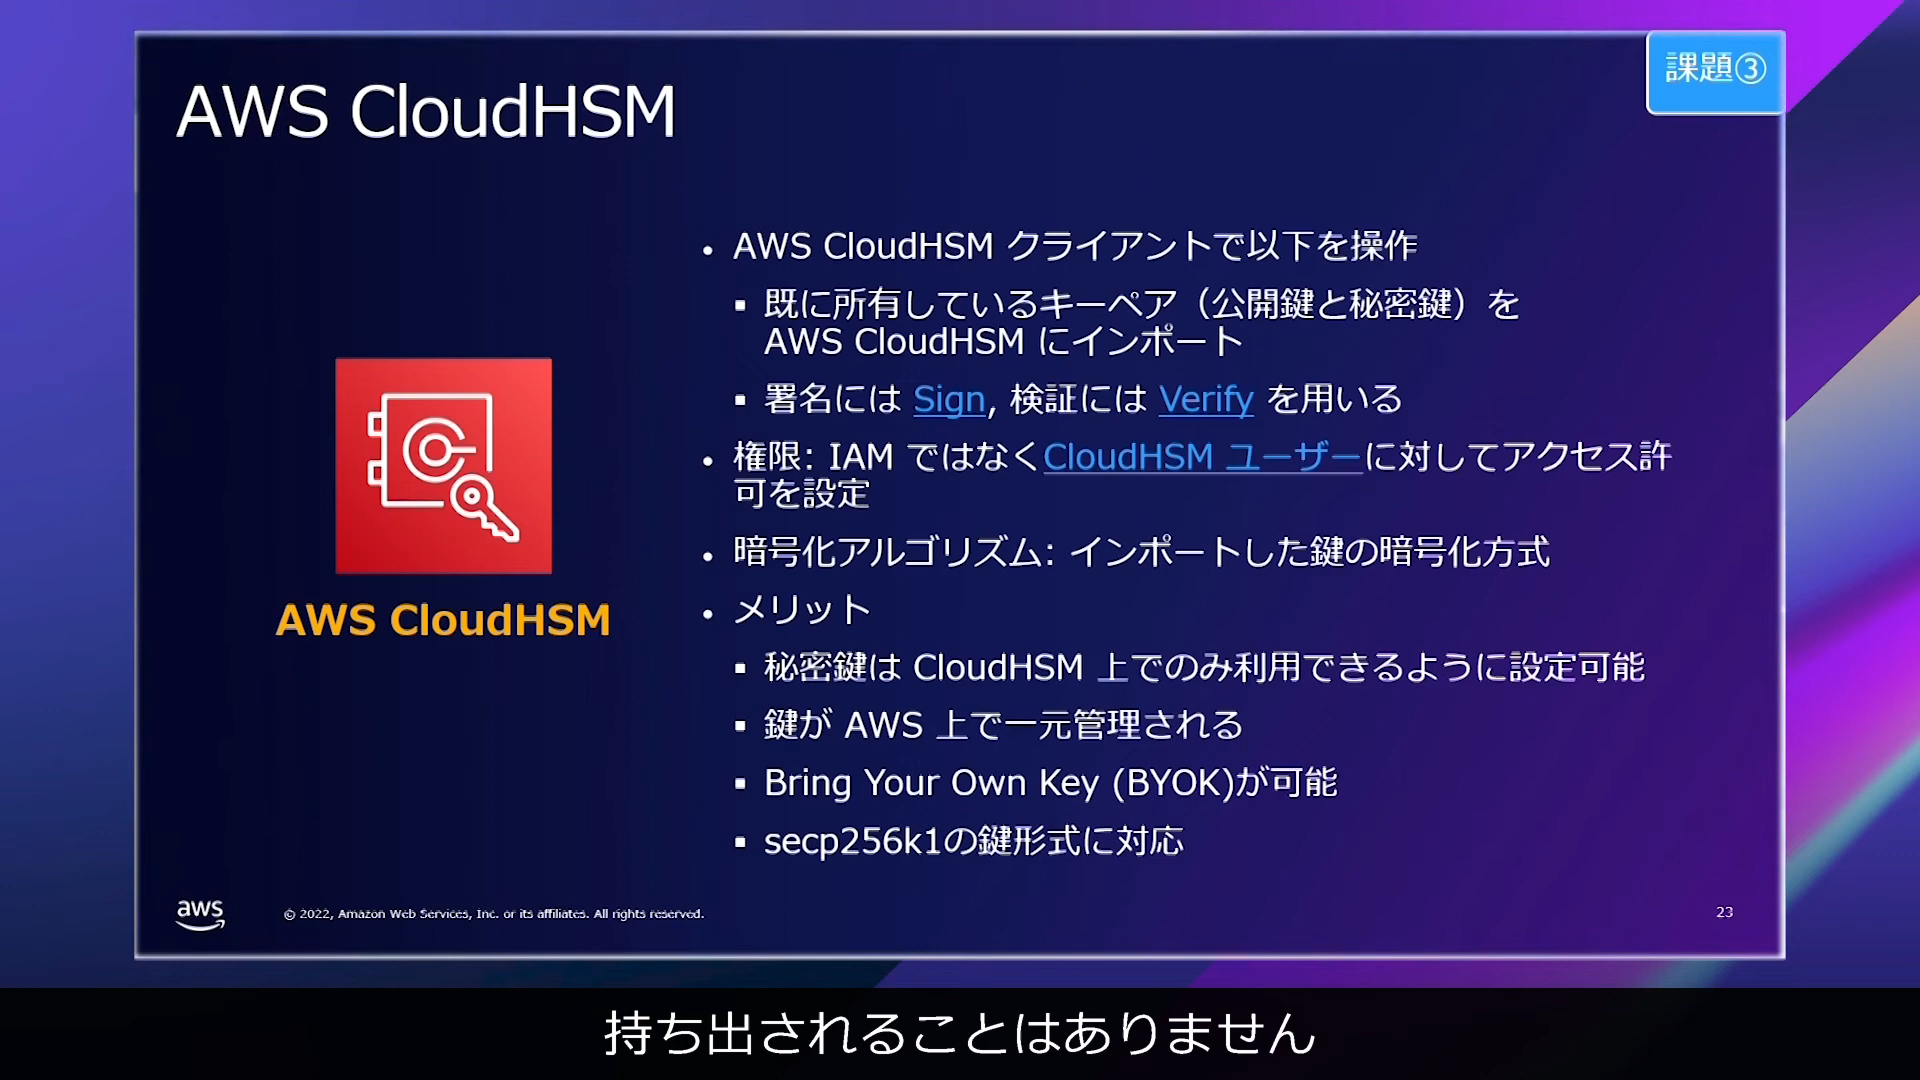 課題③
AWS CloudHSM
• AWS CloudHSM クライアントで以下を操作
▪ 既に所有しているキーペア（公開鍵と秘密鍵）を
AWS CloudHSM にインポート
▪ 署名には Sign, 検証には Verify を用いる
• 権限: IAM ではなくCloudHSM ユーザーに対してアクセス許
可を設定
• 暗号化アルゴリズム: インポートした鍵の暗号化方式
• メリット
▪ 秘密鍵は CloudHSM 上でのみ利用できるように設定可能
▪ 鍵が AWS 上で一元管理される
▪ Bring Your Own Key (BYOK)が可能
▪ secp256k1の鍵形式に対応
AWS CloudHSM
aws
© 2022, Amazon Web Services, Inc. or its affiliates. All rights reserved.
23
持ち出されることはありません